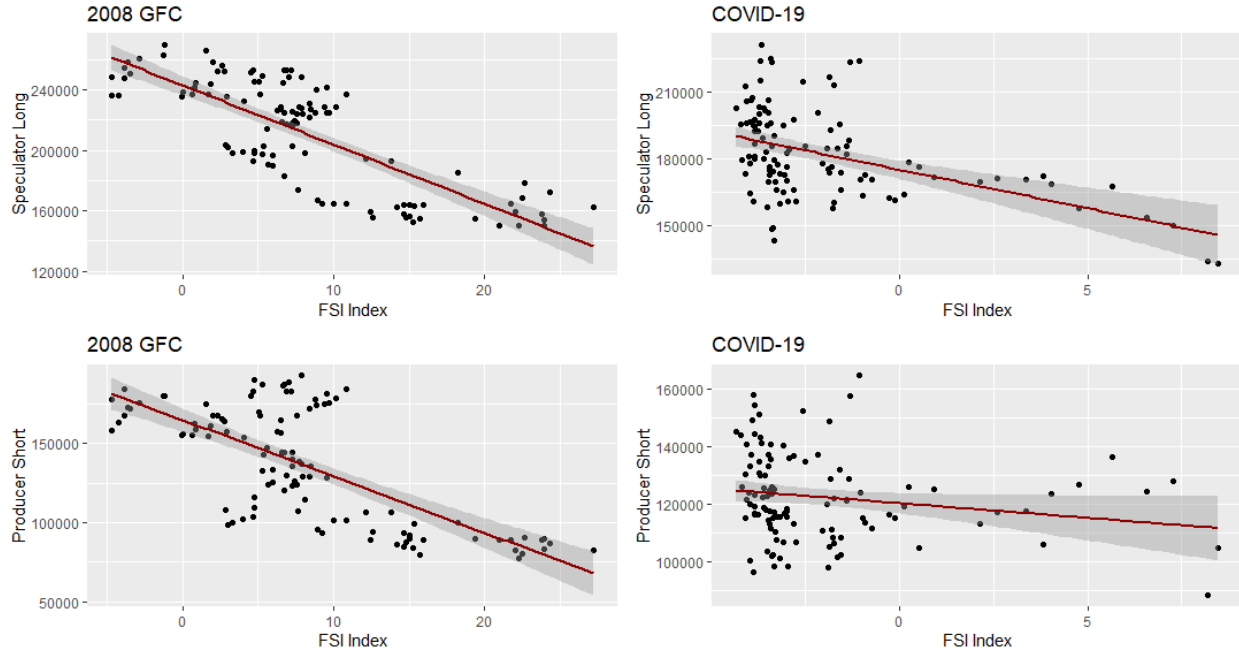 2008 GFC
Speculator Long
240000
200000
160000
120000
0
10
20
FSI Index
COVID-19
Speculator Long
210000
180000
150000
0
5
FSI Index
2008 GFC
Producer Short
150000
100000
50000
0
10
20
FSI Index
COVID-19
Producer Short
160000
140000
120000
100000
0
5
FSI Index